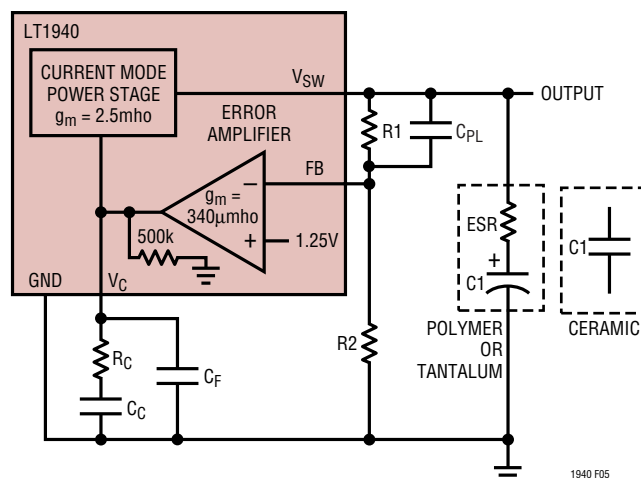 LT1940
CURRENT MODE
POWER STAGE
gm = 2.5mho
VSW
OUTPUT
ERROR
AMPLIFIER
R1
CPL
FB
–
gm =
340µmho
+
1.25V
500k
ESR
+
C1
C1
GND
VC
POLYMER
OR
TANTALUM
CERAMIC
RC
CF
R2
CC
1940 F05